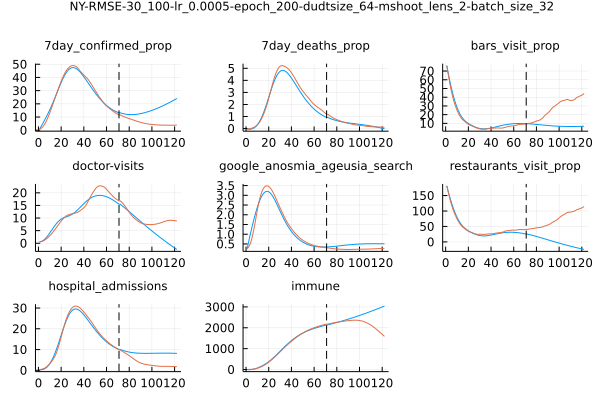 NY-RMSE-30_100-lr_0.0005-epoch_200-dudtsize_64-mshoot_lens_2-batch_size_32
7day_confirmed_prop 7day_deaths_prop bars_visit_prop
50 5 70
40 4 60
30 3 50
20 2 40
10 1 30
0 0 20
10
0 20 40 60 80 100120 0 20 40 60 80 100120 0 20 40 60 80 100120
doctor-visits google_anosmia_ageusia_search restaurants_visit_prop
20 3.5 150
15 3.0 100
10 2.5 50
5 2.0 0
0 1.5
1.0
0.5
0 20 40 60 80 100120 0 20 40 60 80 100120 0 20 40 60 80 100120
hospital_admissions immune
30 3000
20 2000
10 1000
0 0
0 20 40 60 80 100120 0 20 40 60 80 100120